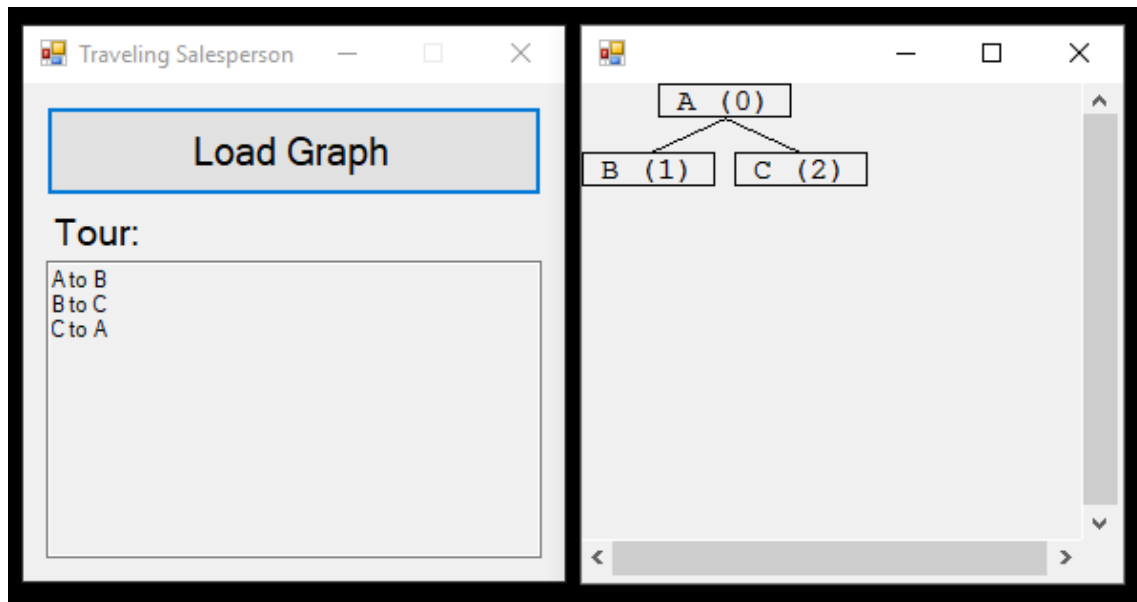 Traveling Salesperson
Load Graph
Tour:
A to B
B to C
C to A
A (0)
B (1) C (2)